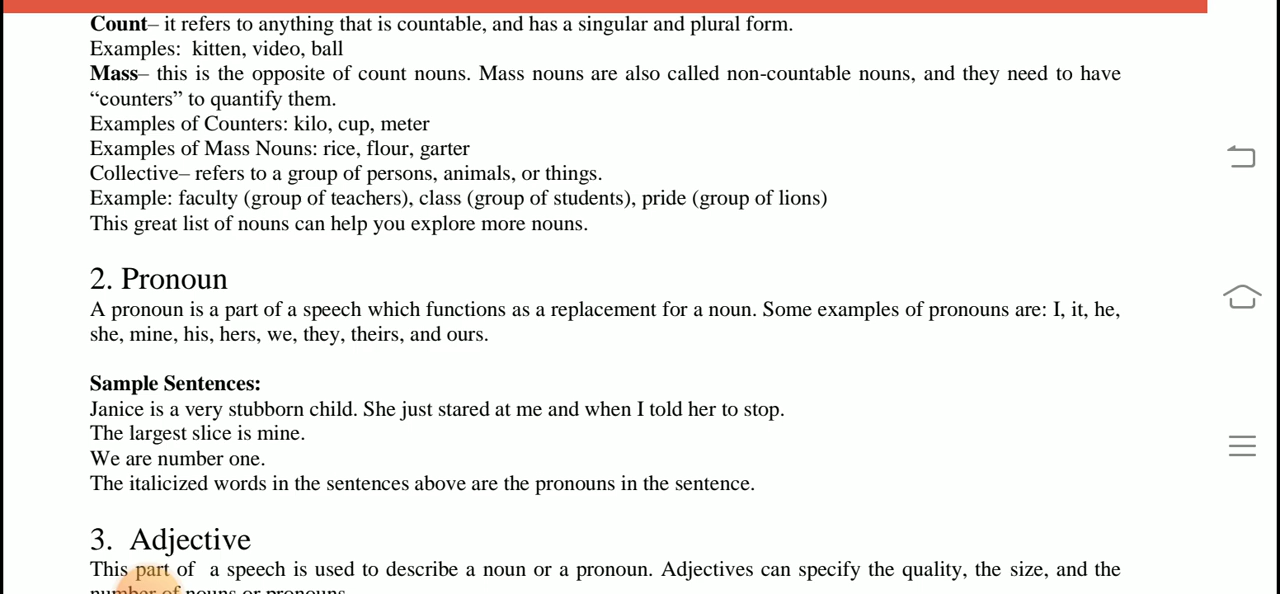 Count– it refers to anything that is countable, and has a singular and plural form.
Examples:  kitten, video, ball
Mass– this is the opposite of count nouns. Mass nouns are also called non-countable nouns, and they need to have
“counters” to quantify them.
Examples of Counters: kilo, cup, meter
Examples of Mass Nouns: rice, flour, garter
Collective– refers to a group of persons, animals, or things.
Example: faculty (group of teachers), class (group of students), pride (group of lions)
This great list of nouns can help you explore more nouns.
2. Pronoun
A pronoun is a part of a speech which functions as a replacement for a noun. Some examples of pronouns are: I, it, he,
she, mine, his, hers, we, they, theirs, and ours.
Sample Sentences:
Janice is a very stubborn child. She just stared at me and when I told her to stop.
The largest slice is mine.
We are number one.
The italicized words in the sentences above are the pronouns in the sentence.
3.  Adjective
This part of  a speech is used to describe a noun or a pronoun. Adjectives can specify the quality, the size, and the
number of nouns or pronouns.